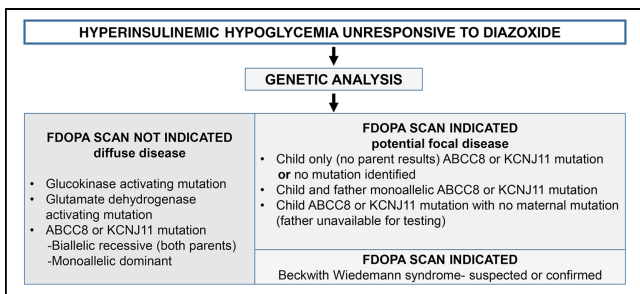 HYPERINSULINEMIC HYPOGLYCEMIA UNRESPONSIVE TO DIAZOXIDE
GENETIC ANALYSIS
FDOPA SCAN NOT INDICATED
diffuse disease
• Glucokinase activating mutation
• Glutamate dehydrogenase
activating mutation
• ABCC8 or KCNJ11 mutation
-Biallelic recessive (both parents)
-Monoallelic dominant
FDOPA SCAN INDICATED
potential focal disease
• Child only (no parent results) ABCC8 or KCNJ11 mutation
or no mutation identified
• Child and father monoallelic ABCC8 or KCNJ11 mutation
• Child ABCC8 or KCNJ11 mutation with no maternal mutation
(father unavailable for testing)
FDOPA SCAN INDICATED
Beckwith Wiedemann syndrome- suspected or confirmed